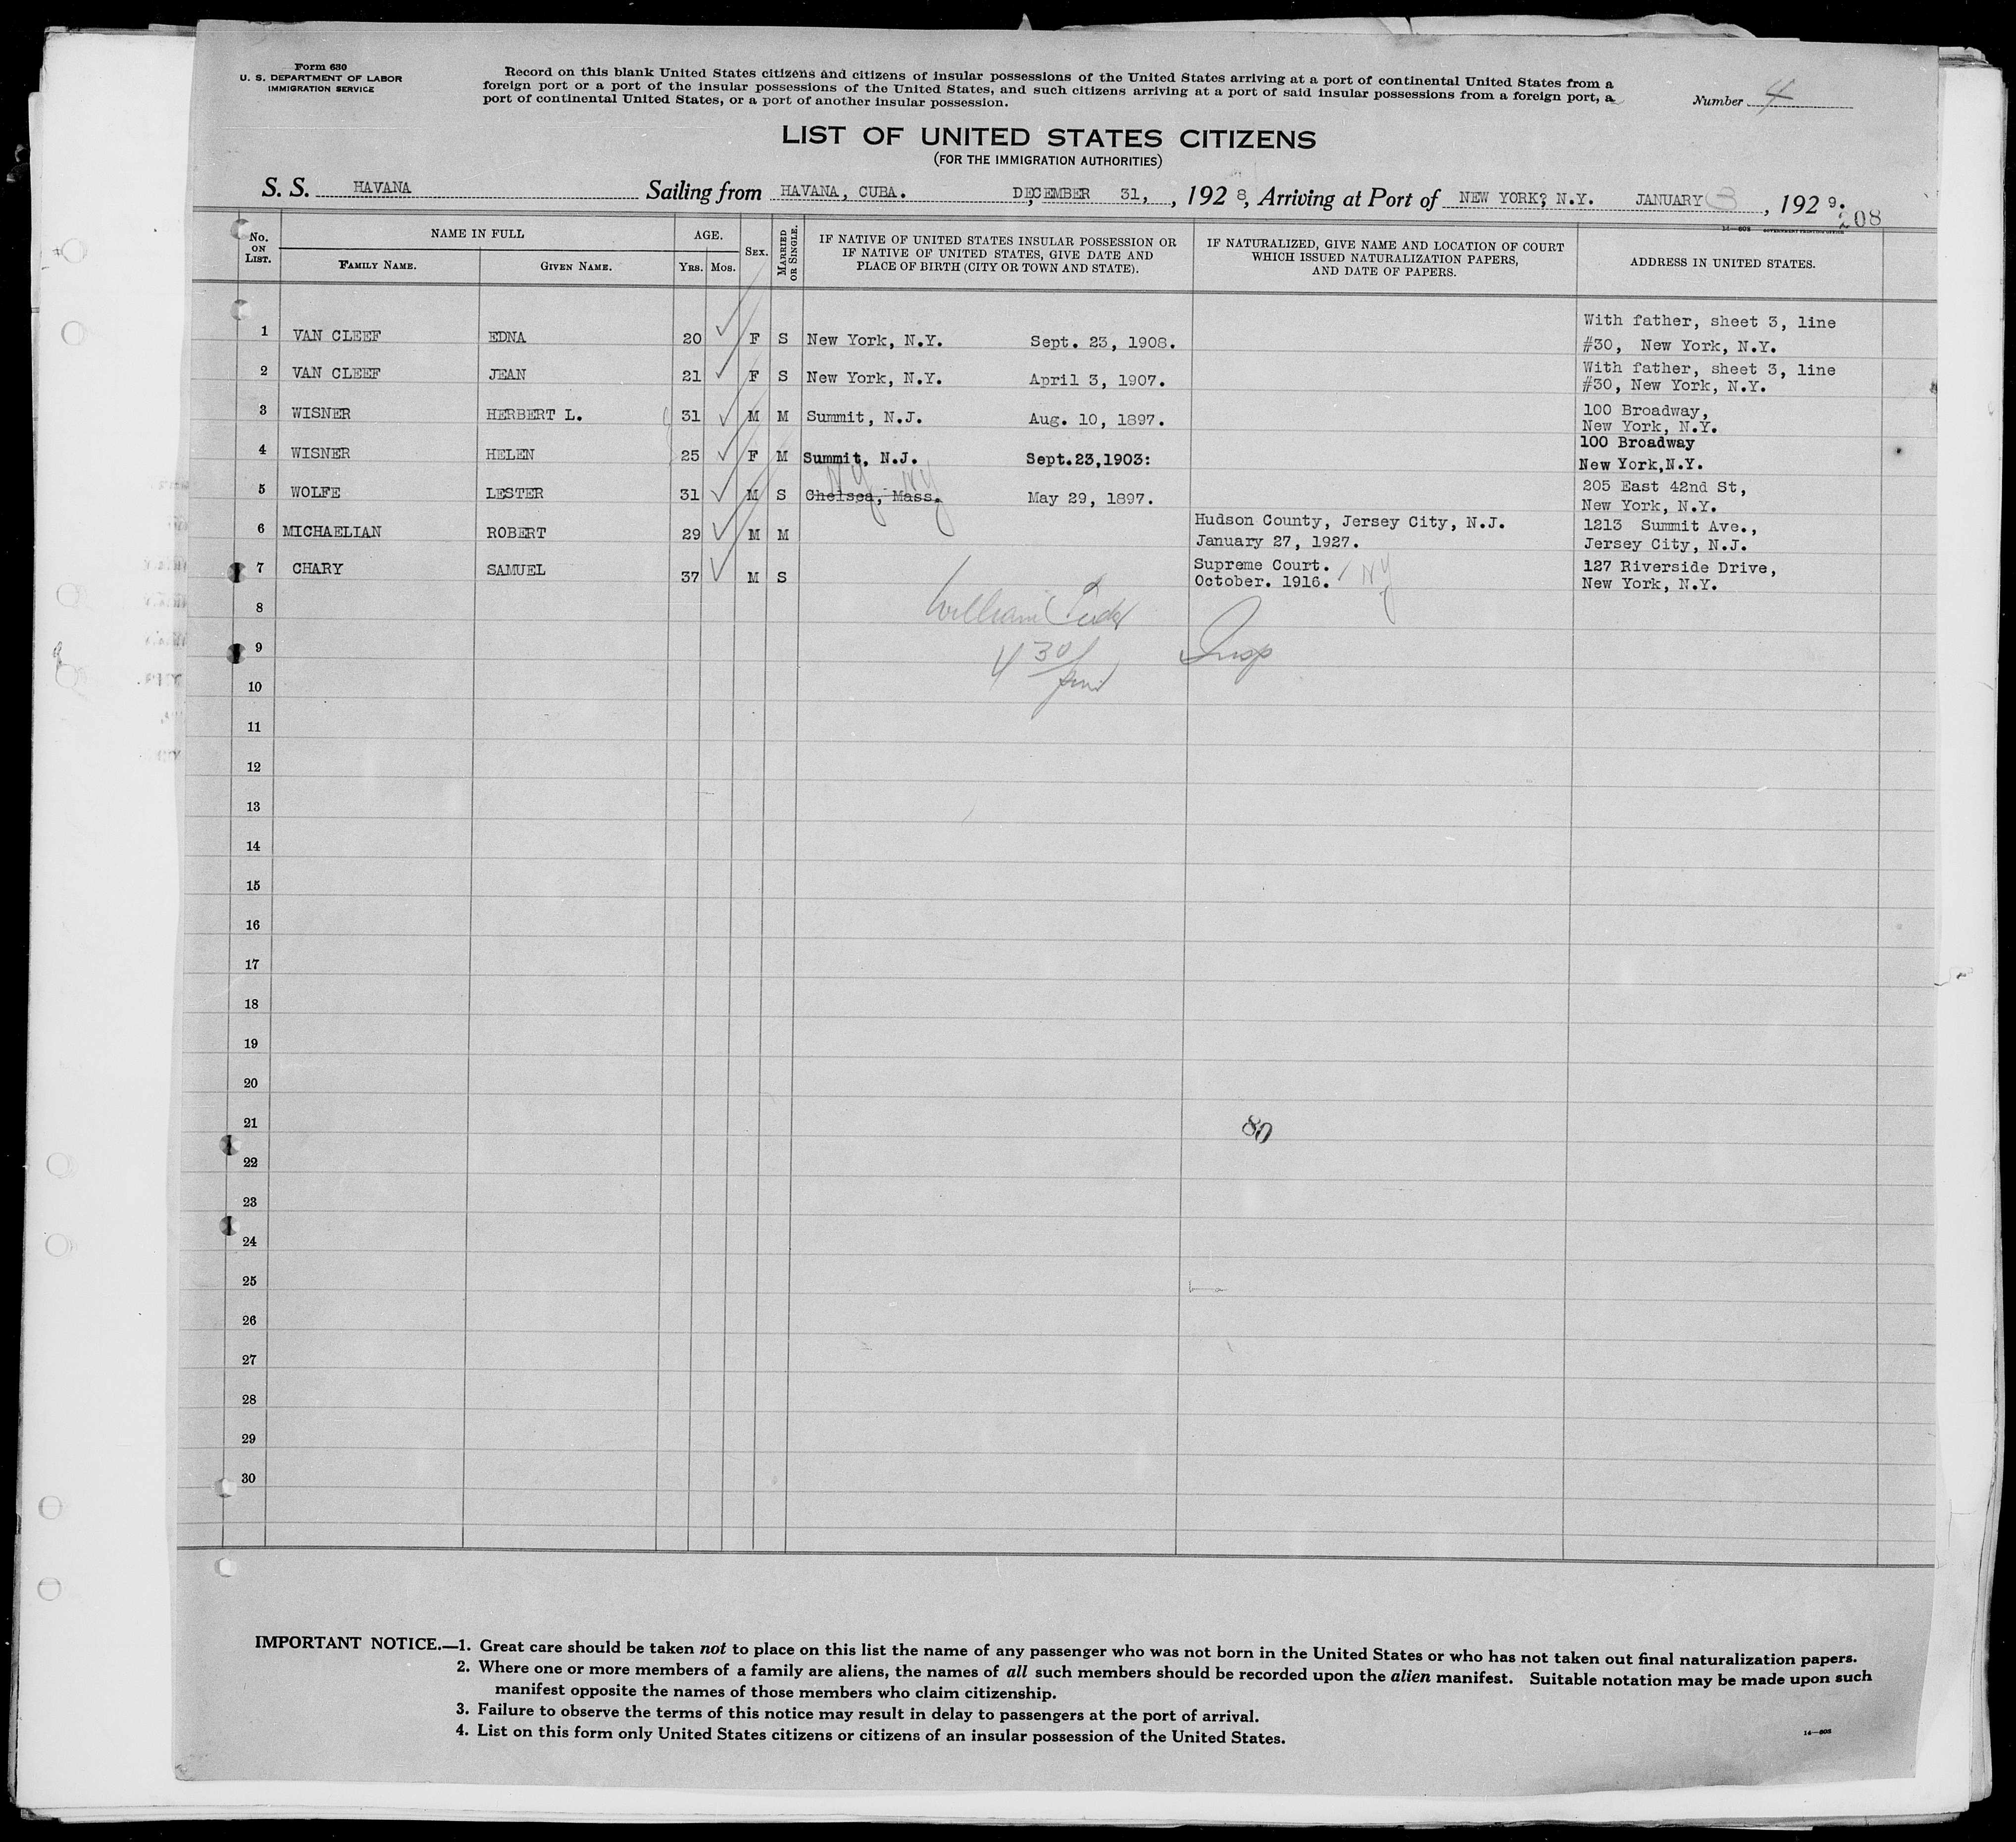 Form 630
U. S. DEPARTMENT OF LABOR
IMMIGRATION SERVICE
Record on this blank United States citizens and citizens of insular possessions of the United States arriving at a port of continental United States from a
foreign port or a port of the insular possessions of the United States, and such citizens arriving at a port of said insular possessions from a foreign port, a
port of continental United States, or a port of another insular possession.
Number 4
LIST OF UNITED STATES CITIZENS
(FOR THE IMMIGRATION AUTHORITIES)
S. S. HAVANA Sailing from HAVANA, CUBA. DECEMBER 31, , 192 8, Arriving at Port of NEW YORK, N.Y. JANUARY 3 , 192 9.
208
No. ON LIST. NAME IN FULL FAMILY NAME. GIVEN NAME. AGE. YRS. MOS. SEX. MARRIED OR SINGLE. IF NATIVE OF UNITED STATES INSULAR POSSESSION OR IF NATIVE OF UNITED STATES, GIVE DATE AND PLACE OF BIRTH (CITY OR TOWN AND STATE). IF NATURALIZED, GIVE NAME AND LOCATION OF COURT WHICH ISSUED NATURALIZATION PAPERS, AND DATE OF PAPERS. ADDRESS IN UNITED STATES.
1 VAN CLEEF EDNA 20 F S New York, N.Y. Sept. 23, 1908. With father, sheet 3, line
#30, New York, N.Y.
2 VAN CLEEF JEAN 21 F S New York, N.Y. April 3, 1907. With father, sheet 3, line
#30, New York, N.Y.
3 WISNER HERBERT L. 31 M M Summit, N.J. Aug. 10, 1897. 100 Broadway,
New York, N.Y.
4 WISNER HELEN 25 F M Summit, N.J. Sept.23,1903: 100 Broadway
New York,N.Y.
NY NY
5 WOLFE LESTER 31 M S Chelsea, Mass. May 29, 1897. 205 East 42nd St,
New York, N.Y.
6 MICHAELIAN ROBERT 29 M M Hudson County, Jersey City, N.J. 1213 Summit Ave.,
January 27, 1927. Jersey City, N.J.
7 CHARY SAMUEL 37 M S Supreme Court. 127 Riverside Drive,
October. 1916. / NY New York, N.Y.
8 William
9 4 30 pm Insp
10
11
12
13
14
15
16
17
18
19
20
21 80
22
23
24
25
26
27
28
29
30
IMPORTANT NOTICE.—1. Great care should be taken not to place on this list the name of any passenger who was not born in the United States or who has not taken out final naturalization papers.
2. Where one or more members of a family are aliens, the names of all such members should be recorded upon the alien manifest. Suitable notation may be made upon such
manifest opposite the names of those members who claim citizenship.
3. Failure to observe the terms of this notice may result in delay to passengers at the port of arrival.
4. List on this form only United States citizens or citizens of an insular possession of the United States.